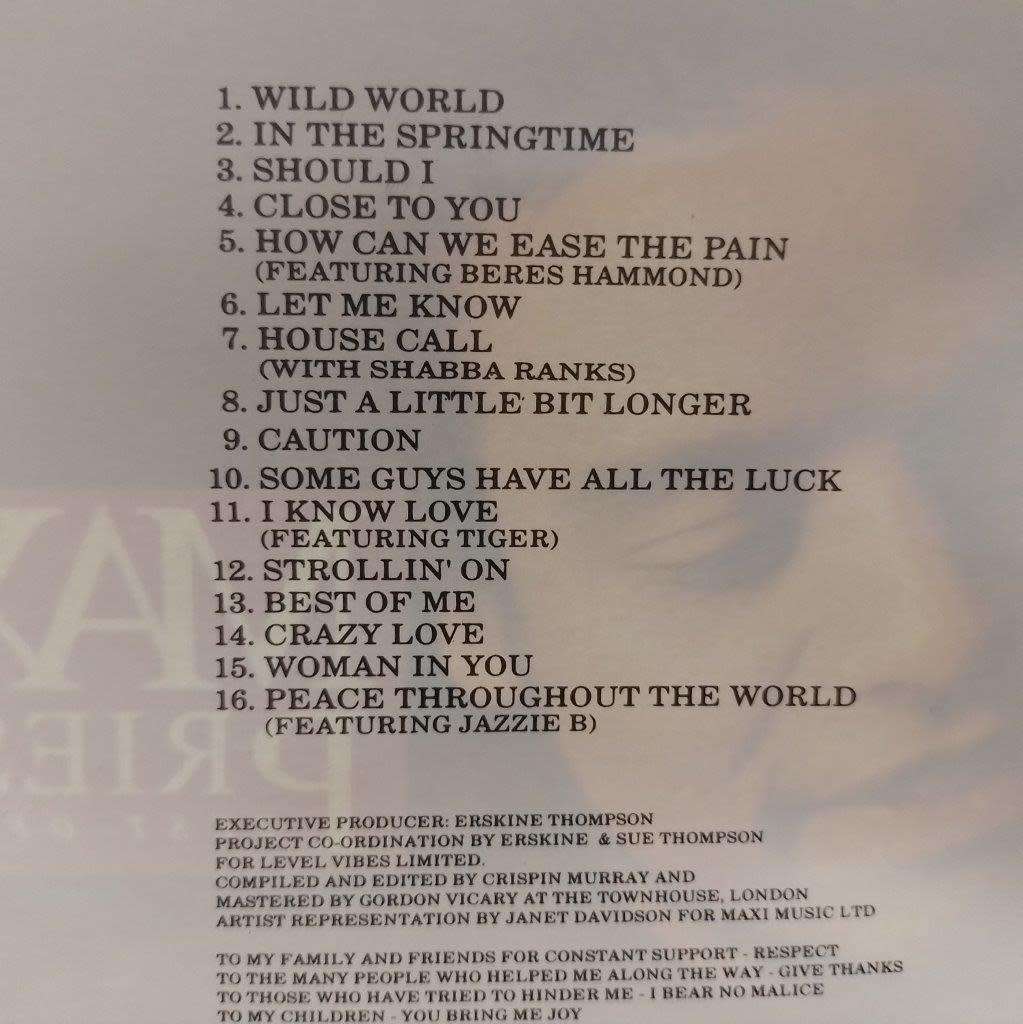 1. WILD WORLD
2. IN THE SPRINGTIME
3. SHOULD I
4. CLOSE TO YOU
5. HOW CAN WE EASE THE PAIN
(FEATURING BERES HAMMOND)
6. LET ME KNOW
7. HOUSE CALL
(WITH SHABBA RANKS)
8. JUST A LITTLE BIT LONGER
9. CAUTION
10. SOME GUYS HAVE ALL THE LUCK
11. I KNOW LOVE
(FEATURING TIGER)
12. STROLLIN' ON
13. BEST OF ME
14. CRAZY LOVE
15. WOMAN IN YOU
16. PEACE THROUGHOUT THE WORLD
(FEATURING JAZZIE B)
EXECUTIVE PRODUCER: ERSKINE THOMPSON
PROJECT CO-ORDINATION BY ERSKINE & SUE THOMPSON
FOR LEVEL VIBES LIMITED.
COMPILED AND EDITED BY CRISPIN MURRAY AND
MASTERED BY GORDON VICARY AT THE TOWNHOUSE, LONDON
ARTIST REPRESENTATION BY JANET DAVIDSON FOR MAXI MUSIC LTD
TO MY FAMILY AND FRIENDS FOR CONSTANT SUPPORT - RESPECT
TO THE MANY PEOPLE WHO HELPED ME ALONG THE WAY - GIVE THANKS
TO THOSE WHO HAVE TRIED TO HINDER ME - I BEAR NO MALICE
TO MY CHILDREN - YOU BRING ME JOY